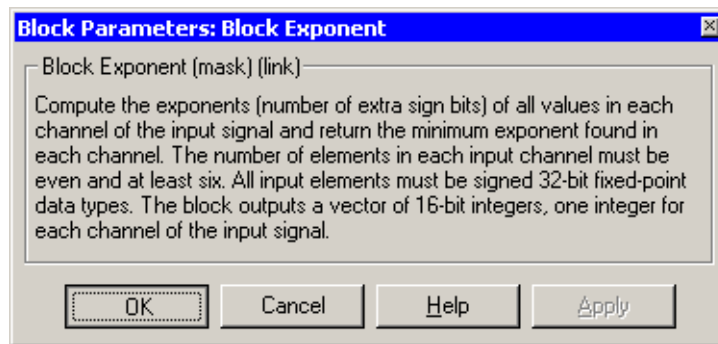 Block Parameters: Block Exponent
Block Exponent (mask) (link)
Compute the exponents (number of extra sign bits) of all values in each
channel of the input signal and return the minimum exponent found in
each channel. The number of elements in each input channel must be
even and at least six. All input elements must be signed 32-bit fixed-point
data types. The block outputs a vector of 16-bit integers, one integer for
each channel of the input signal.
OK Cancel Help Apply